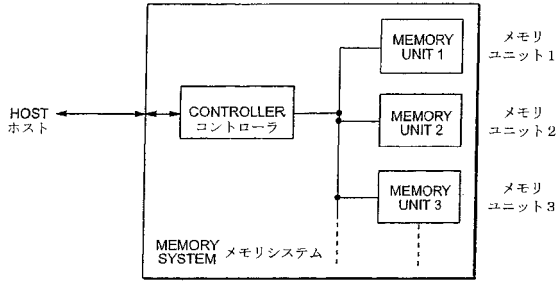 MEMORY
UNIT 1
メモリ
ユニット1
HOST
ホスト
CONTROLLER
コントローラ
MEMORY
UNIT 2
メモリ
ユニット2
MEMORY
UNIT 3
メモリ
ユニット3
MEMORY
SYSTEM メモリシステム